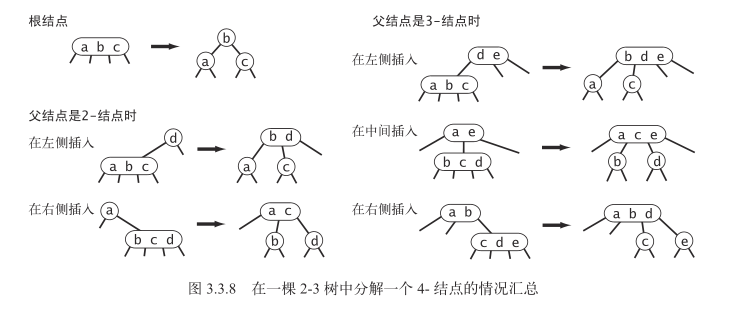 根结点
a b c
b
a
c
父结点是2-结点时
在左侧插入
d
a b c
b d
a
c
在右侧插入
a
b c d
a c
b
d
父结点是3-结点时
在左侧插入
d e
a b c
b d e
a
c
在中间插入
a e
b c d
a c e
b
d
在右侧插入
a b
c d e
a b d
c
e
图 3.3.8 在一棵 2-3 树中分解一个 4- 结点的情况汇总